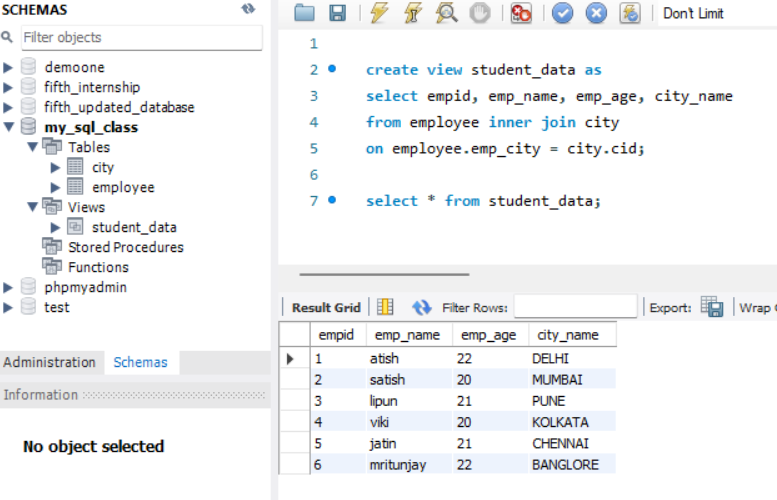 SCHEMAS
Filter objects
demoone
fifth_internship
fifth_updated_database
my_sql_class
Tables
city
employee
Views
student_data
Stored Procedures
Functions
phpmyadmin
test
Administration Schemas
Information
No object selected
Don't Limit
1
2 create view student_data as
3 select empid, emp_name, emp_age, city_name
4 from employee inner join city
5 on employee.emp_city = city.cid;
6
7 select * from student_data;
Result Grid Filter Rows: Export: Wrap
empid emp_name emp_age city_name
1 atish 22 DELHI
2 satish 20 MUMBAI
3 lipun 21 PUNE
4 viki 20 KOLKATA
5 jatin 21 CHENNAI
6 mritunjay 22 BANGLORE